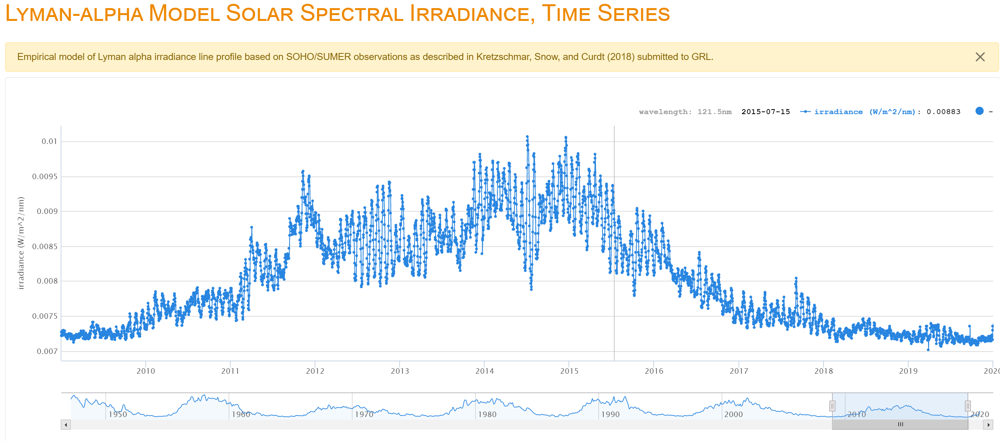 Lyman-alpha Model Solar Spectral Irradiance, Time Series
Empirical model of Lyman alpha irradiance line profile based on SOHO/SUMER observations as described in Kretzschmar, Snow, and Curdt (2018) submitted to GRL.
wavelength: 121.5nm 2015-07-15 irradiance (W/m^2/nm): 0.00883 -
irradiance (W/m^2/nm)
0.01
0.0095
0.009
0.0085
0.008
0.0075
0.007
2010 2011 2012 2013 2014 2015 2016 2017 2018 2019 2020
1950 1960 1970 1980 1990 2000 2010 2020